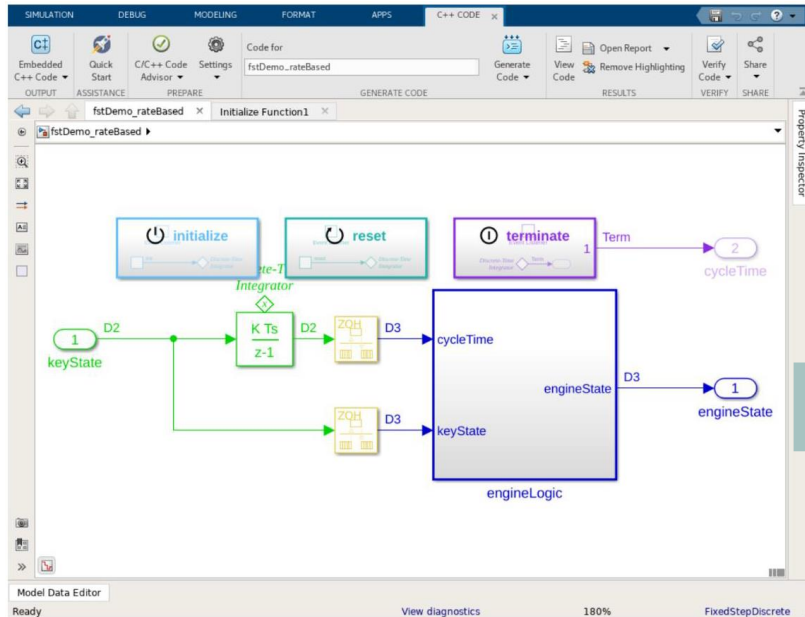 SIMULATION DEBUG MODELING FORMAT APPS C++ CODE
Embedded C++ Code
Quick Start
C/C++ Code Advisor
Settings
Code for
fstDemo_rateBased
Generate Code
View Code
Open Report
Remove Highlighting
Verify Code
Share
OUTPUT ASSISTANCE PREPARE GENERATE CODE RESULTS VERIFY SHARE
fstDemo_rateBased Initialize Function1
fstDemo_rateBased
Property Inspector
initialize
reset
terminate
1
Term
2
cycleTime
Integrator
x
1
keyState
D2
K Ts
z-1
D2
ZOH
D3
cycleTime
engineState
D3
1
engineState
ZOH
D3
keyState
engineLogic
Model Data Editor
Ready View diagnostics 180% FixedStepDiscrete